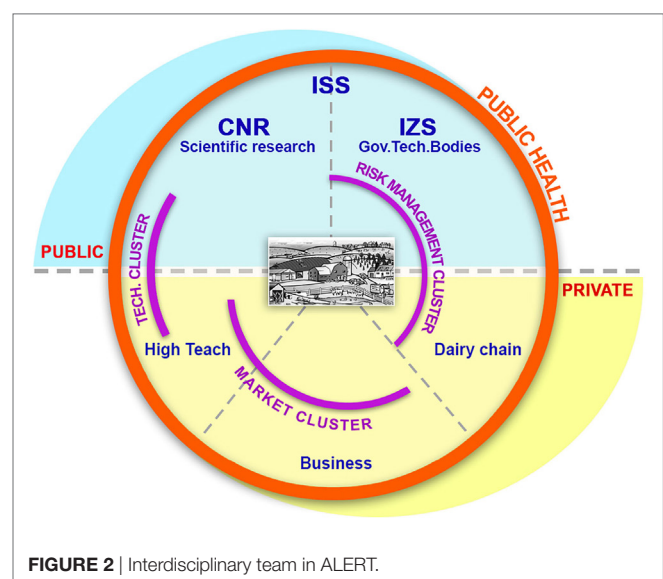 ISS
CNR
Scientific research
IZS
Gov.Tech.Bodies
PUBLIC HEALTH
RISK MANAGEMENT CLUSTER
TECH. CLUSTER
PUBLIC
PRIVATE
High Teach
Dairy chain
MARKET CLUSTER
Business
FIGURE 2 | Interdisciplinary team in ALERT.